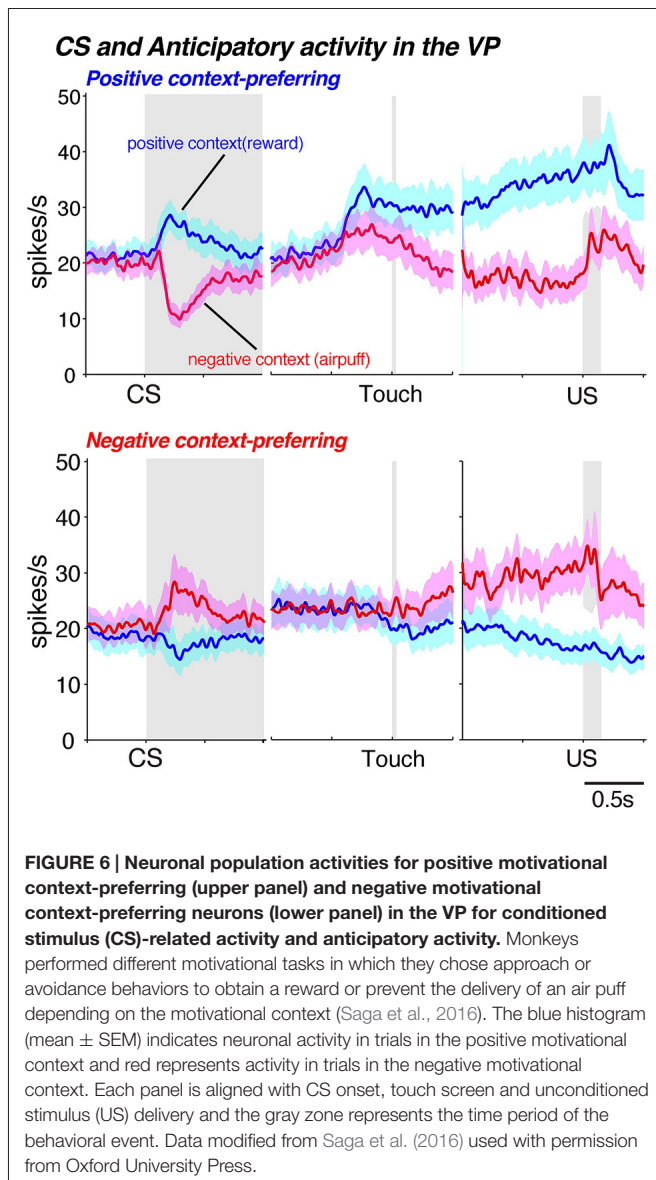 CS and Anticipatory activity in the VP
Positive context-preferring
50
40
30
20
10
0
spikes/s
positive context(reward)
negative context (airpuff)
CS
Touch
US
Negative context-preferring
50
40
30
20
10
0
spikes/s
CS
Touch
US
0.5s
FIGURE 6 | Neuronal population activities for positive motivational
context-preferring (upper panel) and negative motivational
context-preferring neurons (lower panel) in the VP for conditioned
stimulus (CS)-related activity and anticipatory activity. Monkeys
performed different motivational tasks in which they chose approach or
avoidance behaviors to obtain a reward or prevent the delivery of an air puff
depending on the motivational context (Saga et al., 2016). The blue histogram
(mean ± SEM) indicates neuronal activity in trials in the positive motivational
context and red represents activity in trials in the negative motivational
context. Each panel is aligned with CS onset, touch screen and unconditioned
stimulus (US) delivery and the gray zone represents the time period of the
behavioral event. Data modified from Saga et al. (2016) used with permission
from Oxford University Press.